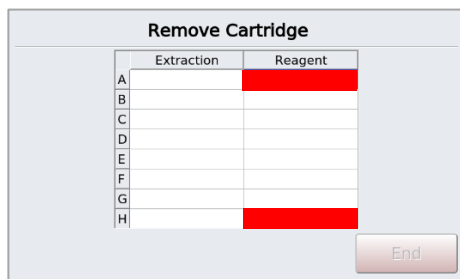 Remove Cartridge
Extraction Reagent
A
B
C
D
E
F
G
H
End